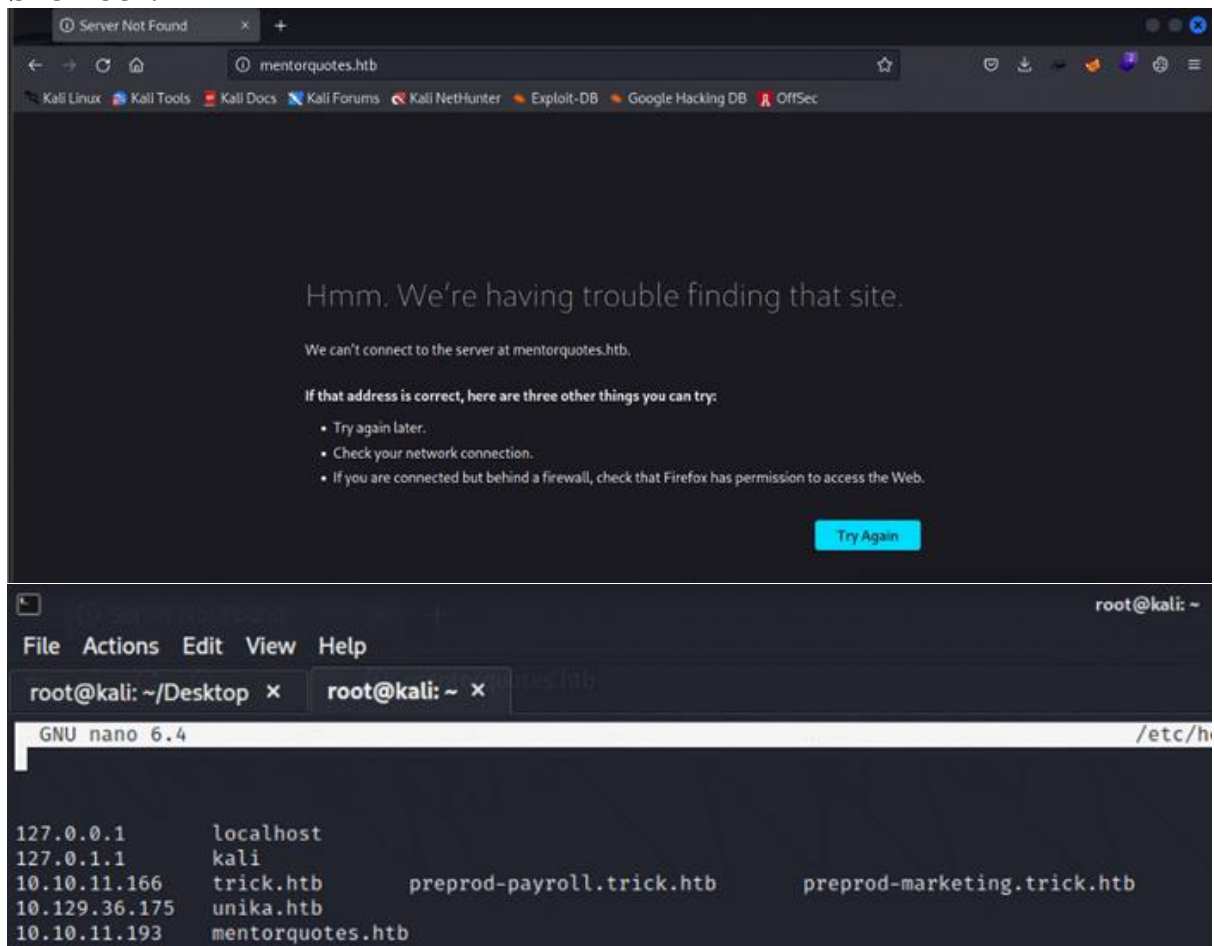 Server Not Found
mentorquotes.htb
Kali Linux Kali Tools Kali Docs Kali Forums Kali NetHunter Exploit-DB Google Hacking DB OffSec
Hmm. We're having trouble finding that site.
We can't connect to the server at mentorquotes.htb.
If that address is correct, here are three other things you can try:
• Try again later.
• Check your network connection.
• If you are connected but behind a firewall, check that Firefox has permission to access the Web.
Try Again
root@kali: ~
File Actions Edit View Help
root@kali: ~/Desktop × root@kali: ~ ×
GNU nano 6.4 /etc/h
127.0.0.1 localhost
127.0.1.1 kali
10.10.11.166 trick.htb preprod-payroll.trick.htb preprod-marketing.trick.htb
10.129.36.175 unika.htb
10.10.11.193 mentorquotes.htb